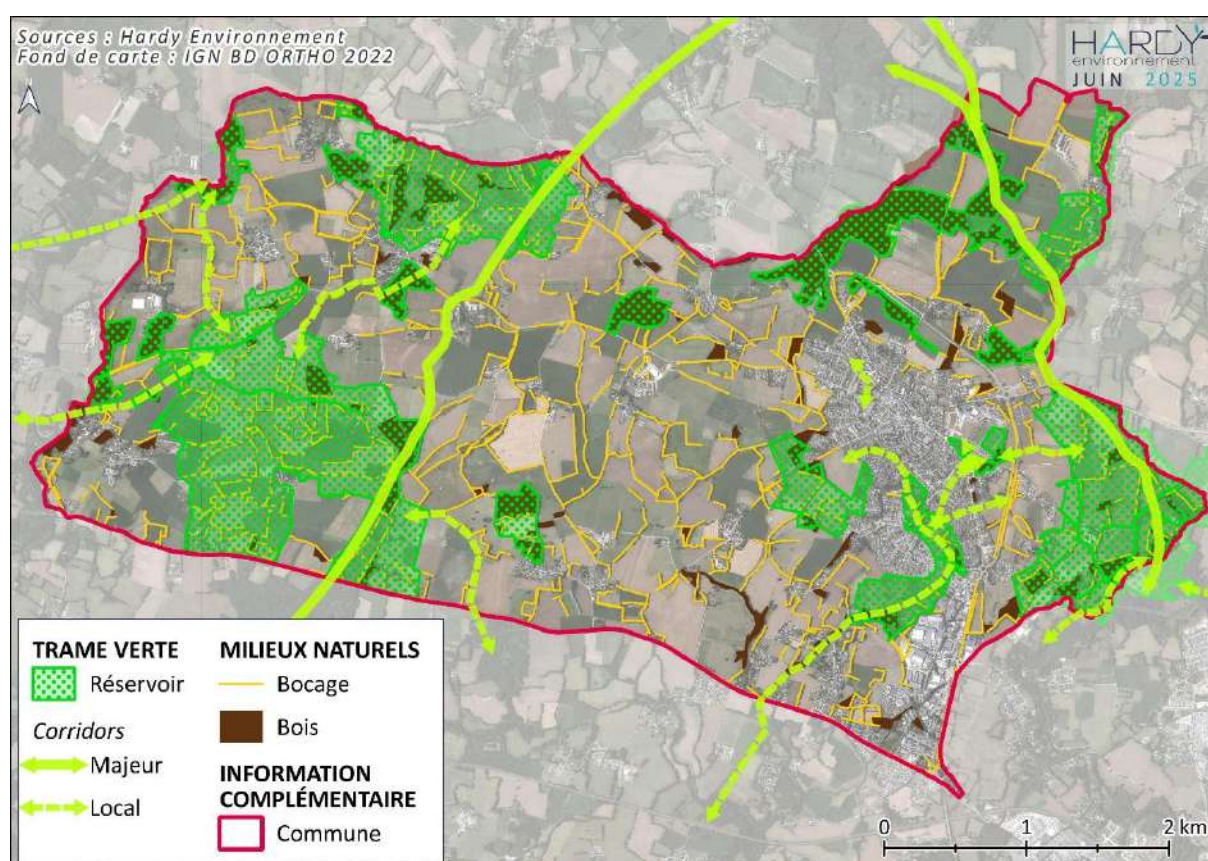 Sources : Hardy Environnement
Fond de carte : IGN BD ORTHO 2022
HARDY
environnement
JUIN 2025
TRAME VERTE
Réservoir
Corridors
Majeur
Local
MILIEUX NATURELS
Bocage
Bois
INFORMATION
COMPLÉMENTAIRE
Commune
0 1 2 km